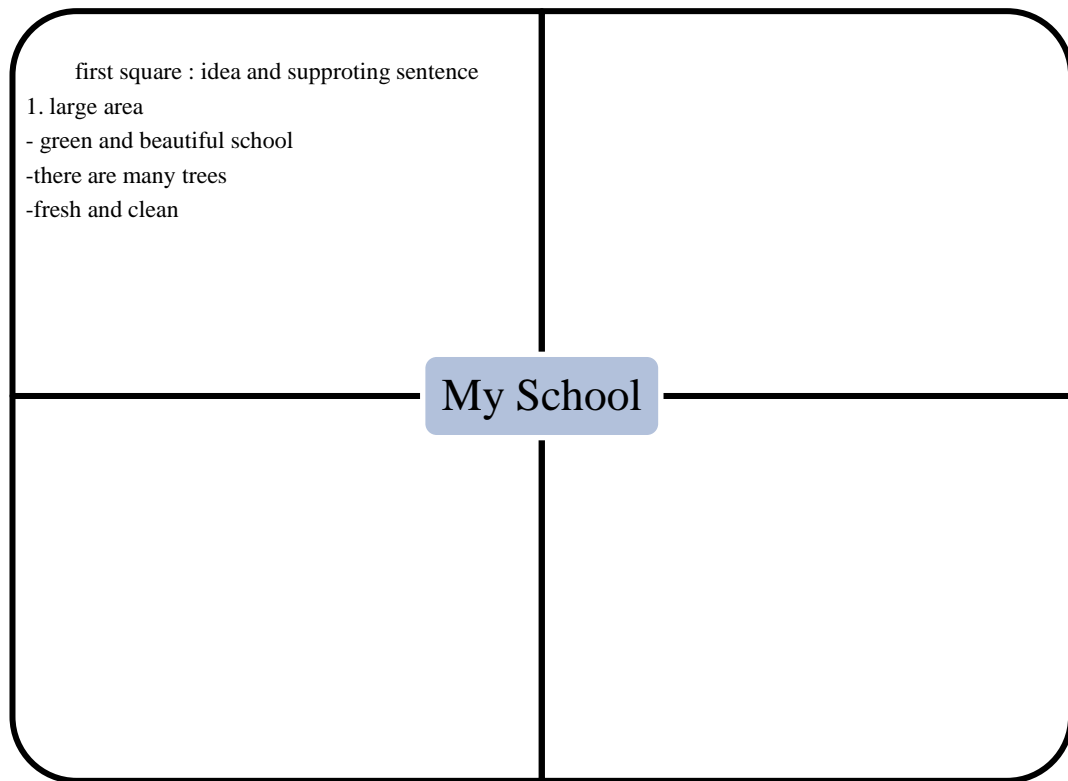 first square : idea and supproting sentence
1. large area
- green and beautiful school
-there are many trees
-fresh and clean
My School